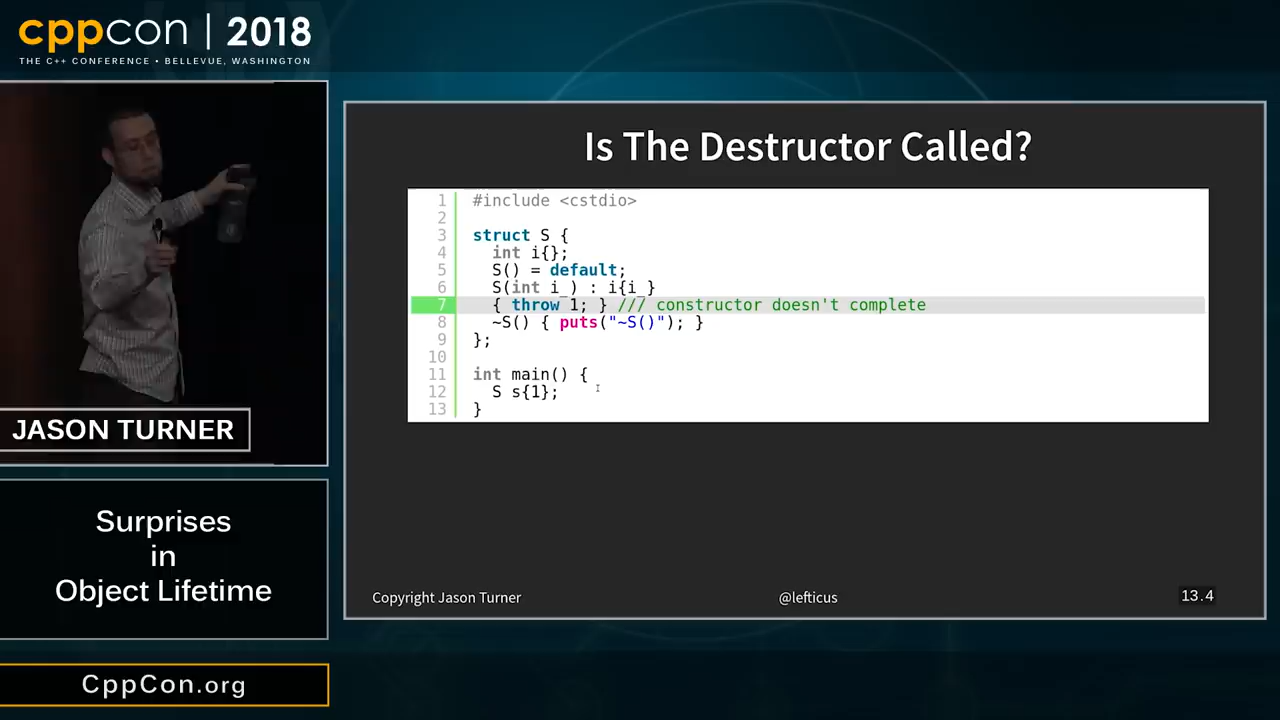 cppcon | 2018
THE C++ CONFERENCE • BELLEVUE, WASHINGTON
JASON TURNER
Surprises
in
Object Lifetime
CppCon.org
Is The Destructor Called?
1 #include <cstdio>
2
3 struct S {
4 int i{};
5 S() = default;
6 S(int i_) : i{i_}
7 { throw 1; } /// constructor doesn't complete
8 ~S() { puts("~S()"); }
9 };
10
11 int main() {
12 S s{1};
13 }
Copyright Jason Turner
@lefticus
13.4